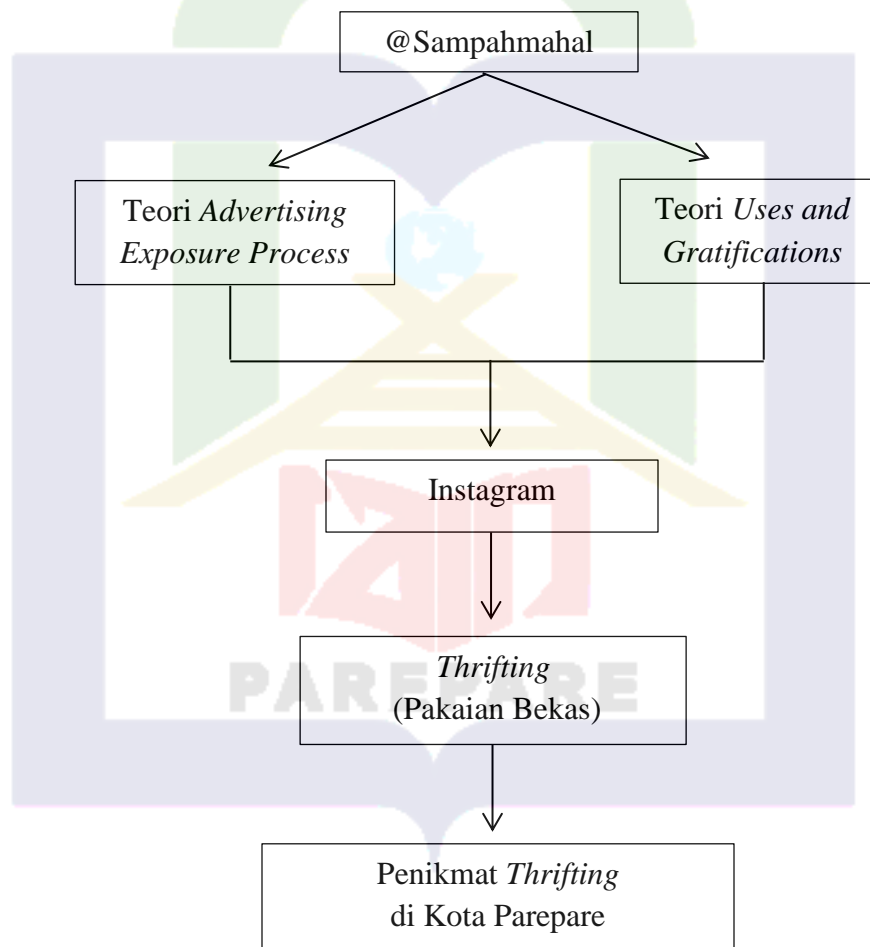 @Sampahmahal
Teori Advertising
Exposure Process
Teori Uses and
Gratifications
Instagram
Thrifting
(Pakaian Bekas)
PAREPARE
Penikmat Thrifting
di Kota Parepare